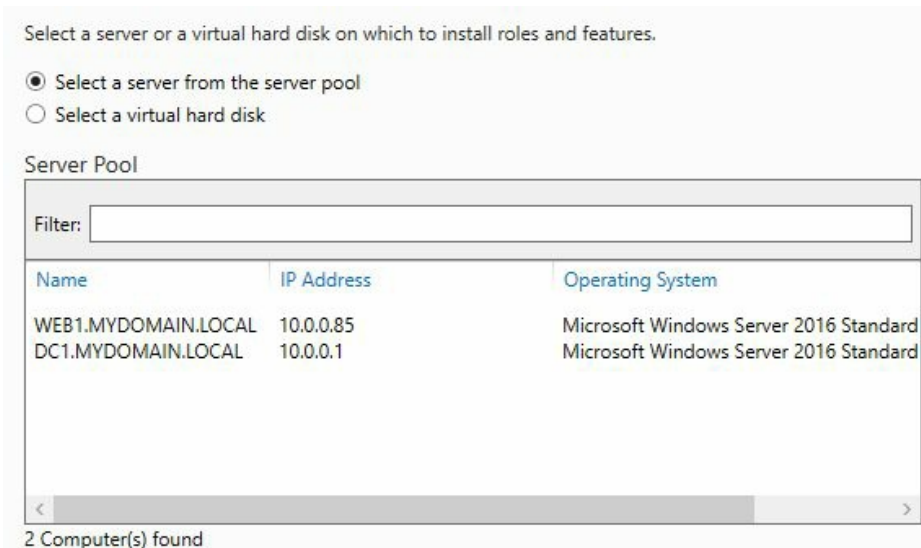 Select a server or a virtual hard disk on which to install roles and features.
Select a server from the server pool
Select a virtual hard disk
Server Pool
Filter:
Name IP Address Operating System
WEB1.MYDOMAIN.LOCAL 10.0.0.85 Microsoft Windows Server 2016 Standard
DC1.MYDOMAIN.LOCAL 10.0.0.1 Microsoft Windows Server 2016 Standard
2 Computer(s) found